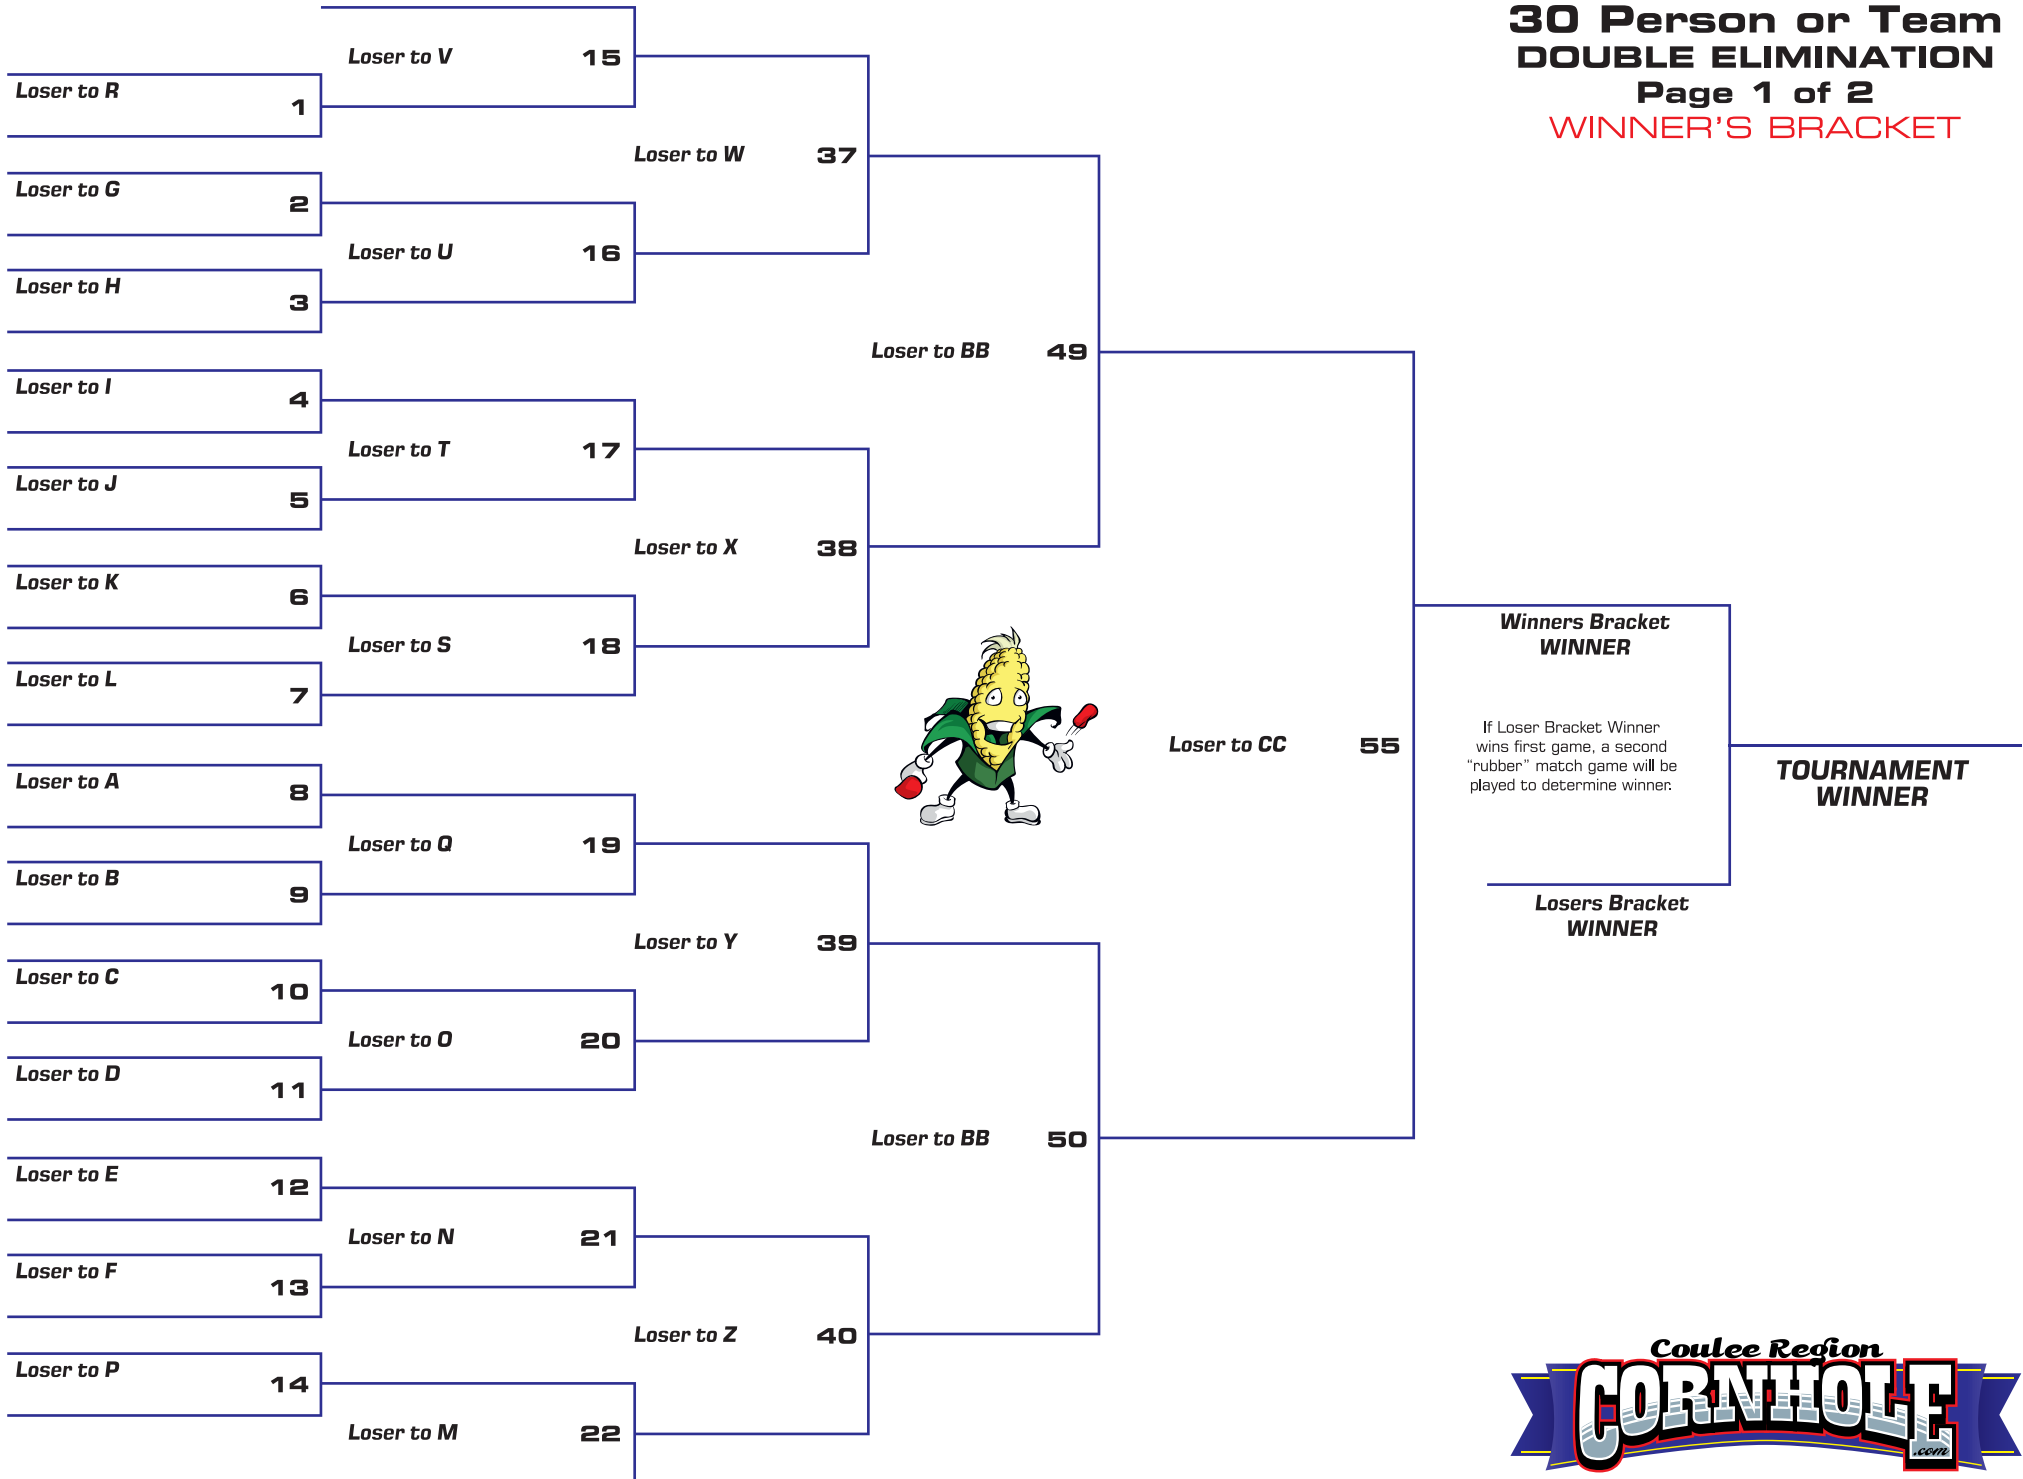 30 Person or Team
DOUBLE ELIMINATION
Page 1 of 2
WINNER'S BRACKET
Loser to R
1
Loser to G
2
Loser to H
3
Loser to I
4
Loser to J
5
Loser to K
6
Loser to L
7
Loser to A
8
Loser to B
9
Loser to C
10
Loser to D
11
Loser to E
12
Loser to F
13
Loser to P
14
Loser to V
15
Loser to U
16
Loser to T
17
Loser to S
18
Loser to Q
19
Loser to O
20
Loser to N
21
Loser to M
22
Loser to W
37
Loser to X
38
Loser to Y
39
Loser to Z
40
Loser to BB
49
Loser to BB
50
Loser to CC
55
Winners Bracket
WINNER
If Loser Bracket Winner
wins first game, a second
"rubber" match game will be
played to determine winner.
TOURNAMENT
WINNER
Losers Bracket
WINNER
Coulee Region
CORNHOLE
.com